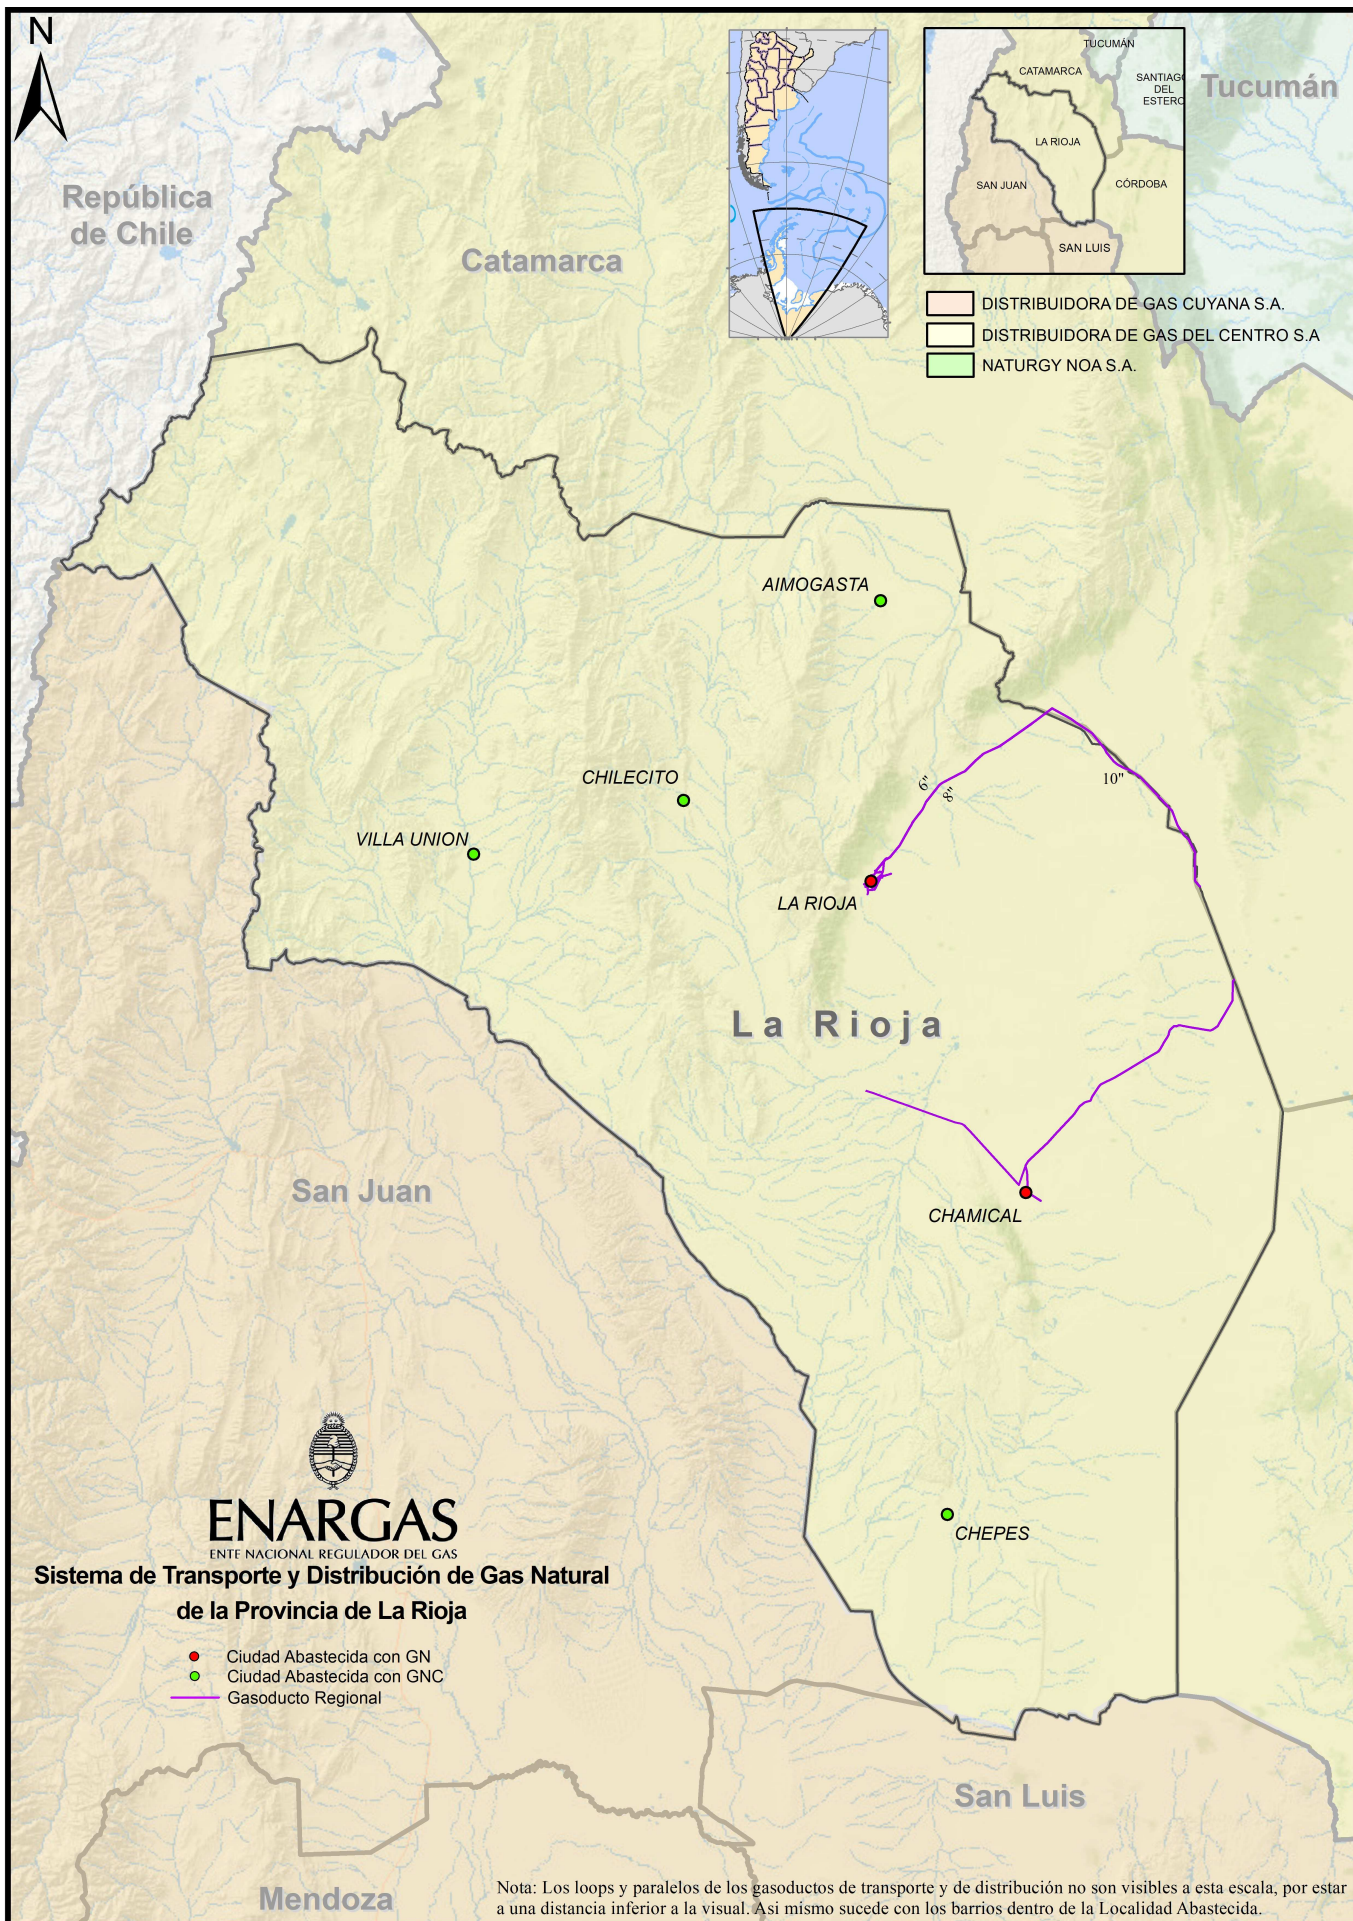 N
TUCUMÁN
CATAMARCA
SANTIAGO
DEL
ESTERO
LA RIOJA
SAN JUAN
CÓRDOBA
SAN LUIS
Tucumán
República
de Chile
Catamarca
DISTRIBUIDORA DE GAS CUYANA S.A.
DISTRIBUIDORA DE GAS DEL CENTRO S.A
NATURGY NOA S.A.
AIMOGASTA
CHILECITO
6"
8"
10"
VILLA UNION
LA RIOJA
La Rioja
San Juan
CHAMICAL
CHEPES
ENARGAS
ENTE NACIONAL REGULADOR DEL GAS
Sistema de Transporte y Distribución de Gas Natural
de la Provincia de La Rioja
Ciudad Abastecida con GN
Ciudad Abastecida con GNC
Gasoducto Regional
San Luis
Mendoza
Nota: Los loops y paralelos de los gasoductos de transporte y de distribución no son visibles a esta escala, por estar
a una distancia inferior a la visual. Asi mismo sucede con los barrios dentro de la Localidad Abastecida.